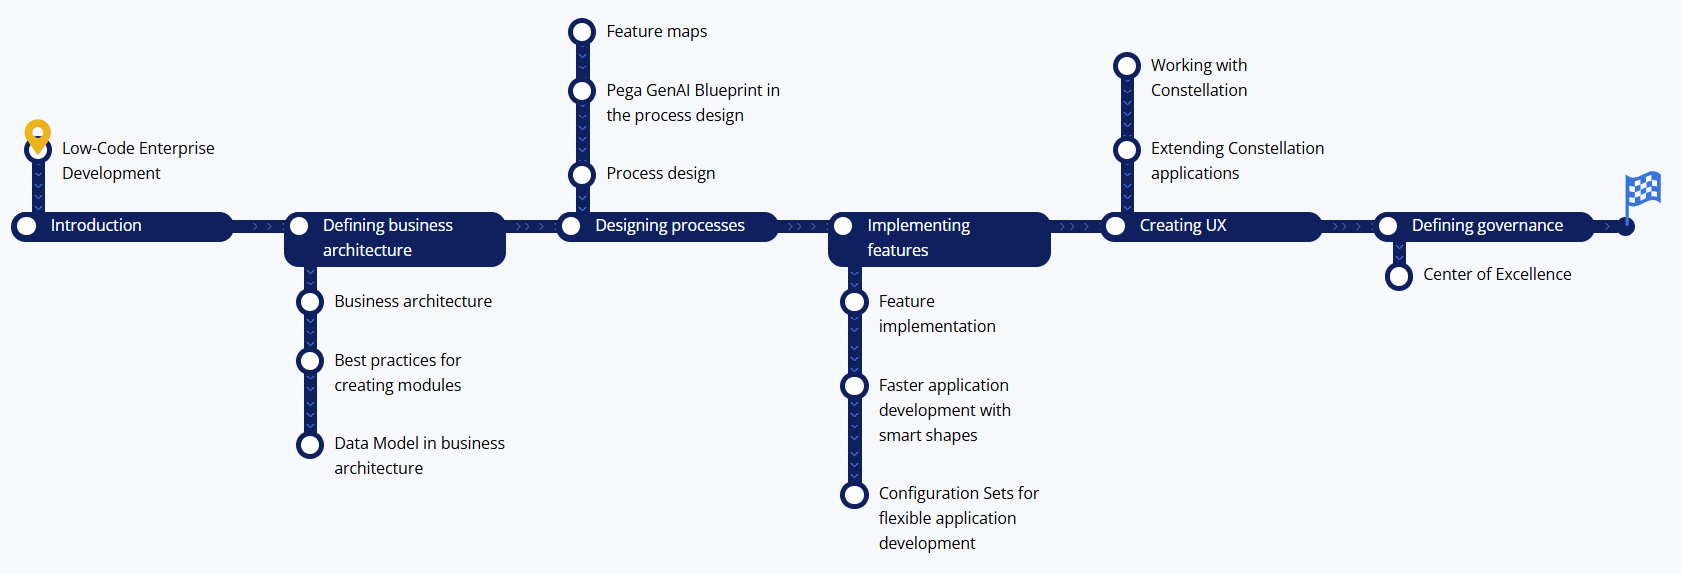 Low-Code Enterprise
Development
Introduction
Defining business
architecture
Business architecture
Best practices for
creating modules
Data Model in business
architecture
Feature maps
Pega GenAI Blueprint in
the process design
Process design
Designing processes
Implementing
features
Feature
implementation
Faster application
development with
smart shapes
Configuration Sets for
flexible application
development
Working with
Constellation
Extending Constellation
applications
Creating UX
Defining governance
Center of Excellence